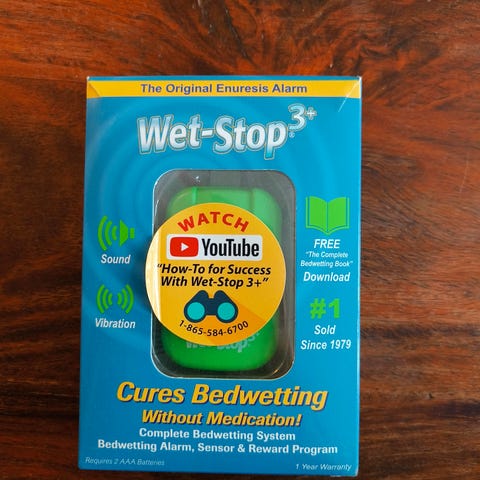 The Original Enuresis Alarm
Wet-Stop®3+
WATCH
YouTube
"How-To for Success
With Wet-Stop 3+"
1-865-584-6700
Wet-Stop3+
Sound
Vibration
FREE
"The Complete
Bedwetting Book"
Download
#1
Sold
Since 1979
Cures Bedwetting
Without Medication!
Complete Bedwetting System
Bedwetting Alarm, Sensor & Reward Program
Requires 2 AAA Batteries
1 Year Warranty